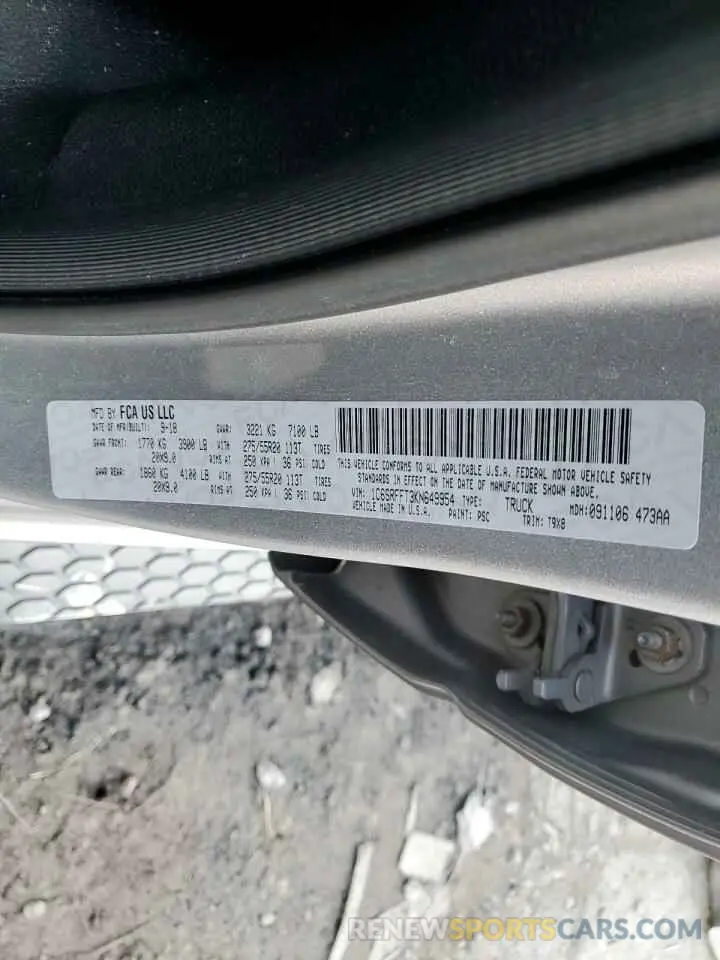 MFD BY FCA US LLC
DATE OF MFR(BUILT): 9-18 GVWR: 3221 KG 7100 LB
GAWR FRONT: 1770 KG 3900 LB WITH 275/55R20 113T TIRES
20X9.0 RIMS AT 250 KPA/ 36 PSI COLD
GAWR REAR: 1860 KG 4100 LB WITH 275/55R20 113T TIRES
20X9.0 RIMS AT 250 KPA/ 36 PSI COLD
THIS VEHICLE CONFORMS TO ALL APPLICABLE U.S.A. FEDERAL MOTOR VEHICLE SAFETY
STANDARDS IN EFFECT ON THE DATE OF MANUFACTURE SHOWN ABOVE.
VIN: 1C6SRFFT3KN649954 TYPE: TRUCK MDH:091106 473AA
VEHICLE MADE IN U.S.A. PAINT: PSC TRIM: T9X8
RENEWEDUSEDCARS.COM